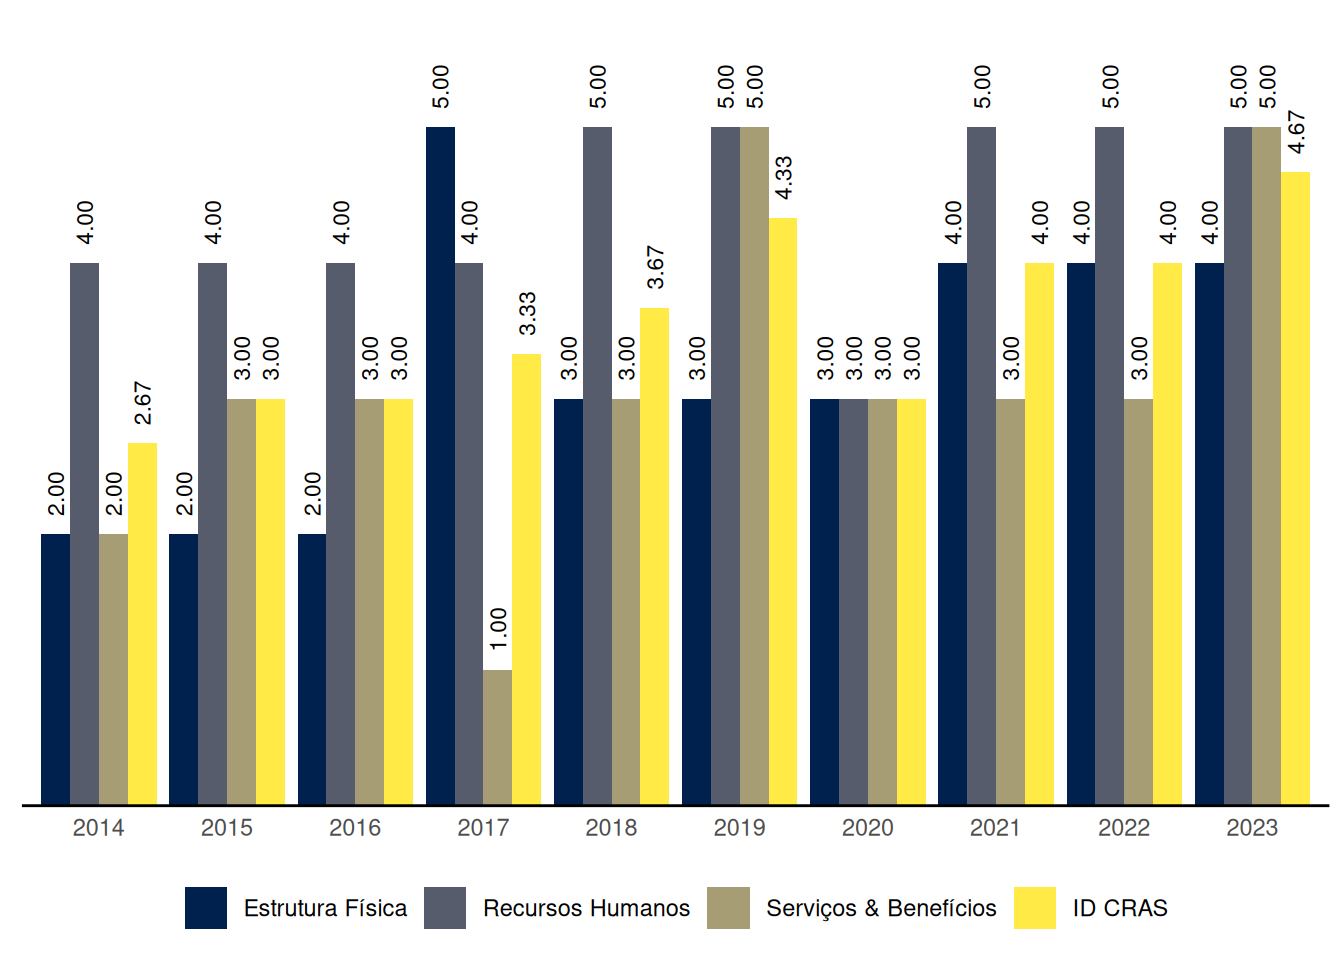 5.00 5.00 5.00 5.00 5.00 5.00 5.00 5.00
4.67
4.33
4.00 4.00 4.00 4.00 4.00 4.00 4.00 4.00 4.00
3.67
3.33
3.00 3.00 3.00 3.00 3.00 3.00 3.00 3.00 3.00 3.00 3.00 3.00 3.00
2.67
2.00 2.00 2.00 2.00
1.00
2014 2015 2016 2017 2018 2019 2020 2021 2022 2023
Estrutura Física Recursos Humanos Serviços & Benefícios ID CRAS